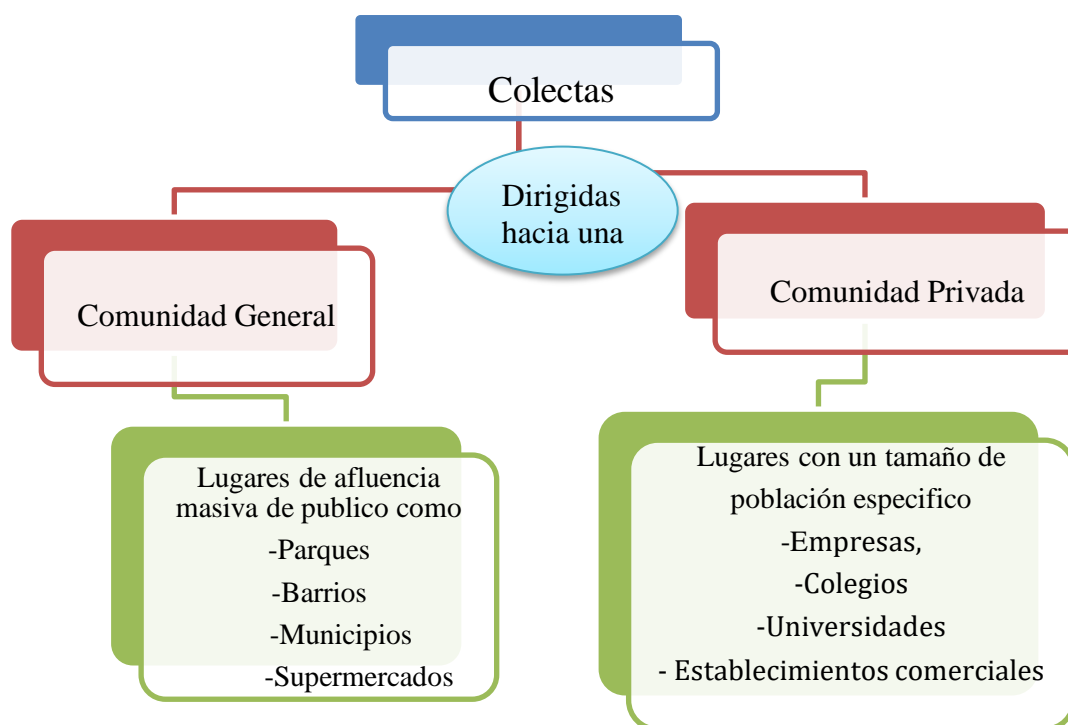 Colectas
Dirigidas
hacia una
Comunidad General
Comunidad Privada
Lugares de afluencia
masiva de publico como
-Parques
-Barrios
-Municipios
-Supermercados
Lugares con un tamaño de
población especifico
-Empresas,
-Colegios
-Universidades
- Establecimientos comerciales